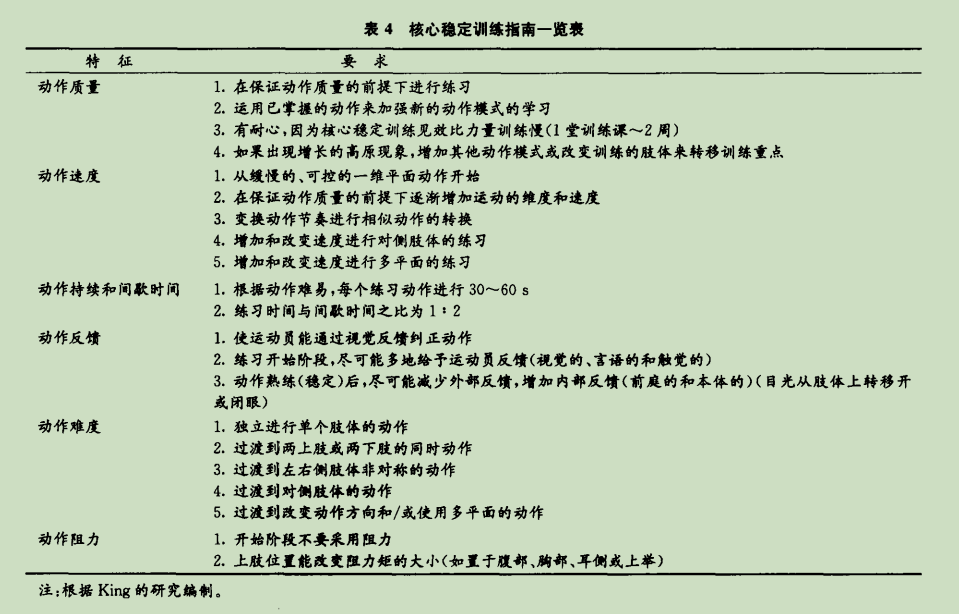 表 4 核心稳定训练指南一览表
特 征 要 求
动作质量 1. 在保证动作质量的前提下进行练习
2. 运用已掌握的动作来加强新的动作模式的学习
3. 有耐心,因为核心稳定训练见效比力量训练慢(1 堂训练课～2 周)
4. 如果出现增长的高原现象,增加其他动作模式或改变训练的肢体来转移训练重点
动作速度 1. 从缓慢的、可控的一维平面动作开始
2. 在保证动作质量的前提下逐渐增加运动的维度和速度
3. 变换动作节奏进行相似动作的转换
4. 增加和改变速度进行对侧肢体的练习
5. 增加和改变速度进行多平面的练习
动作持续和间歇时间 1. 根据动作难易,每个练习动作进行 30～60 s
2. 练习时间与间歇时间之比为 1∶2
动作反馈 1. 使运动员能通过视觉反馈纠正动作
2. 练习开始阶段,尽可能多地给予运动员反馈(视觉的、言语的和触觉的)
3. 动作熟练(稳定)后,尽可能减少外部反馈,增加内部反馈(前庭的和本体的)(目光从肢体上转移开
或闭眼)
动作难度 1. 独立进行单个肢体的动作
2. 过渡到两上肢或两下肢的同时动作
3. 过渡到左右侧肢体非对称的动作
4. 过渡到对侧肢体的动作
5. 过渡到改变动作方向和/或使用多平面的动作
动作阻力 1. 开始阶段不要采用阻力
2. 上肢位置能改变阻力矩的大小(如置于腹部、胸部、耳侧或上举)
注:根据 King 的研究编制。